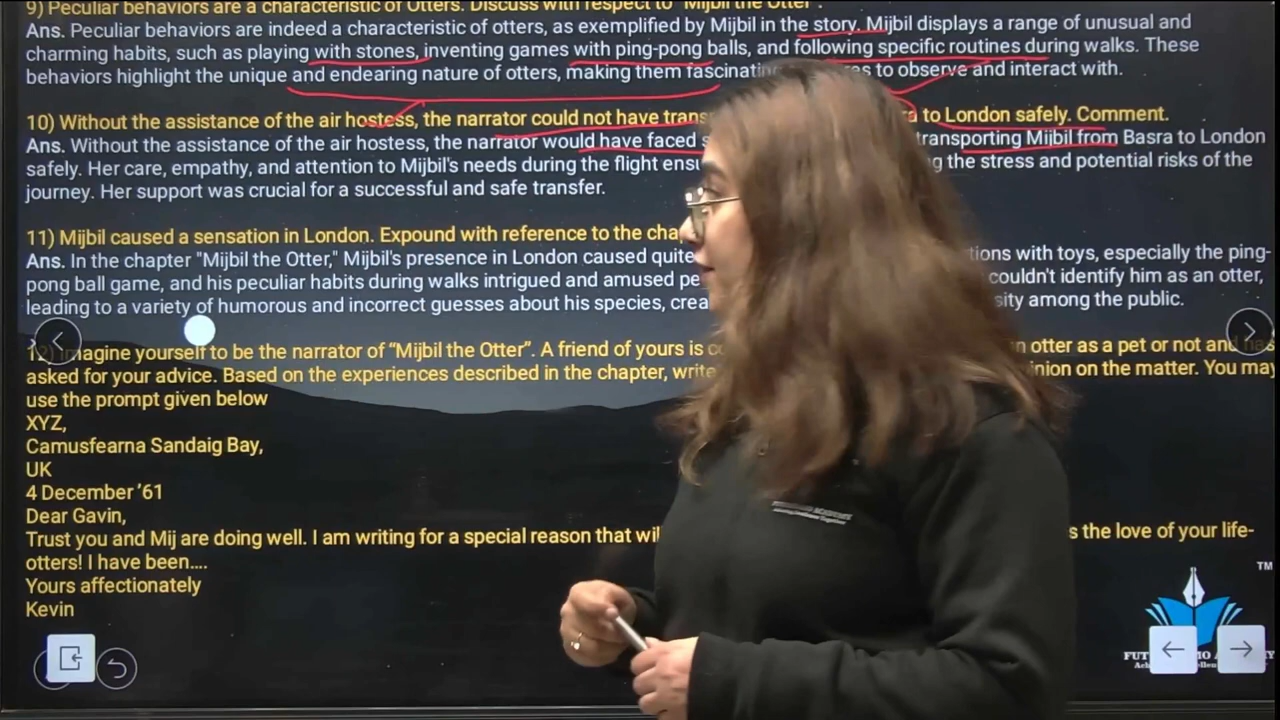 9) Peculiar behaviors are a characteristic of Otters. Discuss with respect to "Mijbil the Otter".
Ans. Peculiar behaviors are indeed a characteristic of otters, as exemplified by Mijbil in the story. Mijbil displays a range of unusual and
charming habits, such as playing with stones, inventing games with ping-pong balls, and following specific routines during walks. These
behaviors highlight the unique and endearing nature of otters, making them fascinating to observe and interact with.
10) Without the assistance of the air hostess, the narrator could not have to London safely. Comment.
Ans. Without the assistance of the air hostess, the narrator would have faced transporting Mijbil from Basra to London
safely. Her care, empathy, and attention to Mijbil's needs during the flight the stress and potential risks of the
journey. Her support was crucial for a successful and safe transfer.
11) Mijbil caused a sensation in London. Expound with reference to the
Ans. In the chapter "Mijbil the Otter," Mijbil's presence in London caused quite with toys, especially the ping-
pong ball game, and his peculiar habits during walks intrigued and amused couldn't identify him as an otter,
leading to a variety of humorous and incorrect guesses about his species, among the public.
12) Imagine yourself to be the narrator of “Mijbil the Otter”. A friend of yours is otter as a pet or not and has
asked for your advice. Based on the experiences described in the chapter, write on the matter. You may
use the prompt given below
XYZ,
Camusfearna Sandaig Bay,
UK
4 December ’61
Dear Gavin,
Trust you and Mij are doing well. I am writing for a special reason that the love of your life-
otters! I have been....
Yours affectionately
Kevin
TM